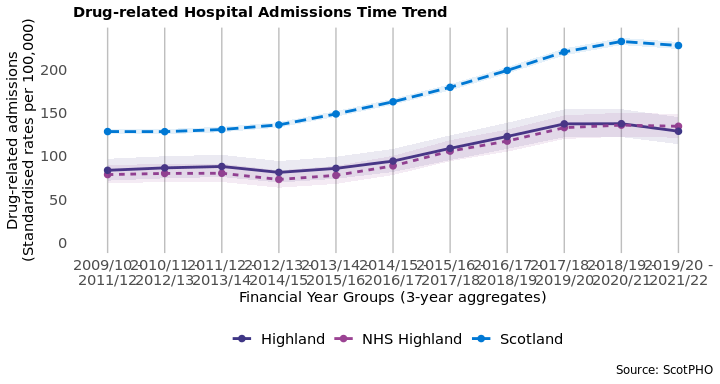 Drug-related Hospital Admissions Time Trend
Drug-related admissions
(Standardised rates per 100,000)
200
150
100
50
0
2009/10 - 2010/11 - 2011/12 - 2012/13 - 2013/14 - 2014/15 - 2015/16 - 2016/17 - 2017/18 - 2018/19 - 2019/20 -
2011/12 2012/13 2013/14 2014/15 2015/16 2016/17 2017/18 2018/19 2019/20 2020/21 2021/22
Financial Year Groups (3-year aggregates)
Highland NHS Highland Scotland
Source: ScotPHO